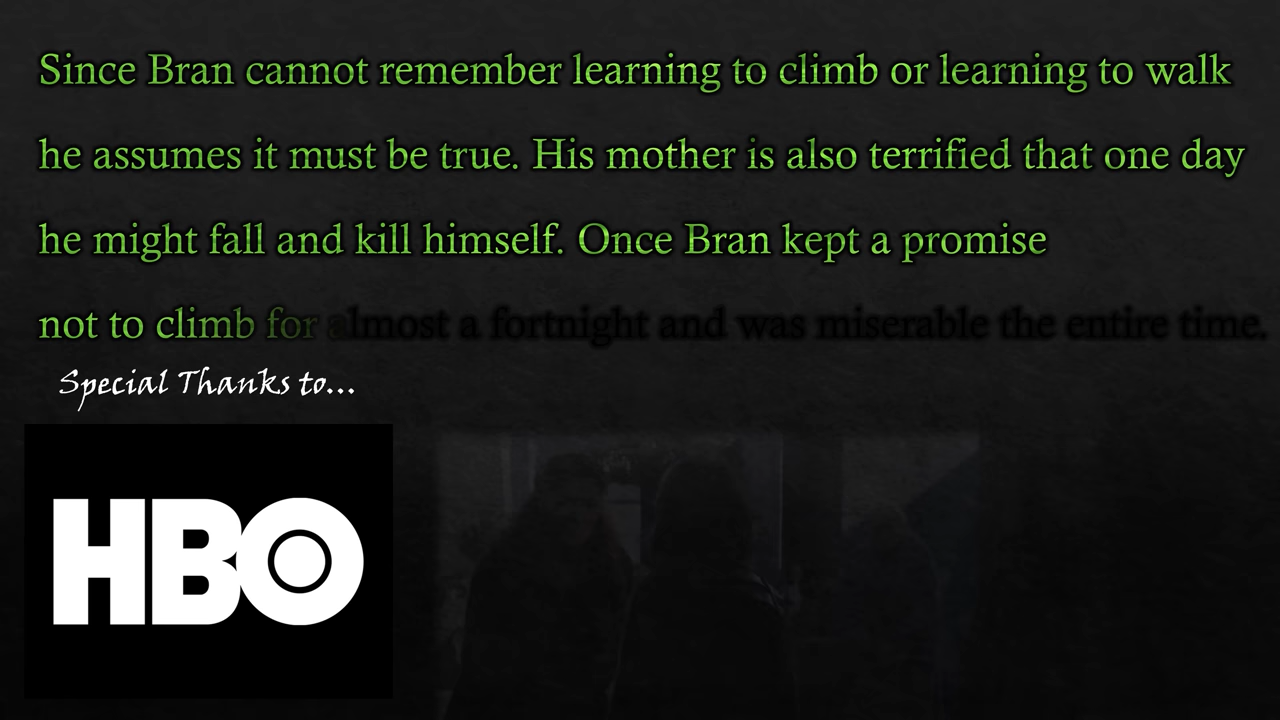 Since Bran cannot remember learning to climb or learning to walk
he assumes it must be true. His mother is also terrified that one day
he might fall and kill himself. Once Bran kept a promise
not to climb for almost a fortnight and was miserable the entire time.
Special Thanks to...
HBO